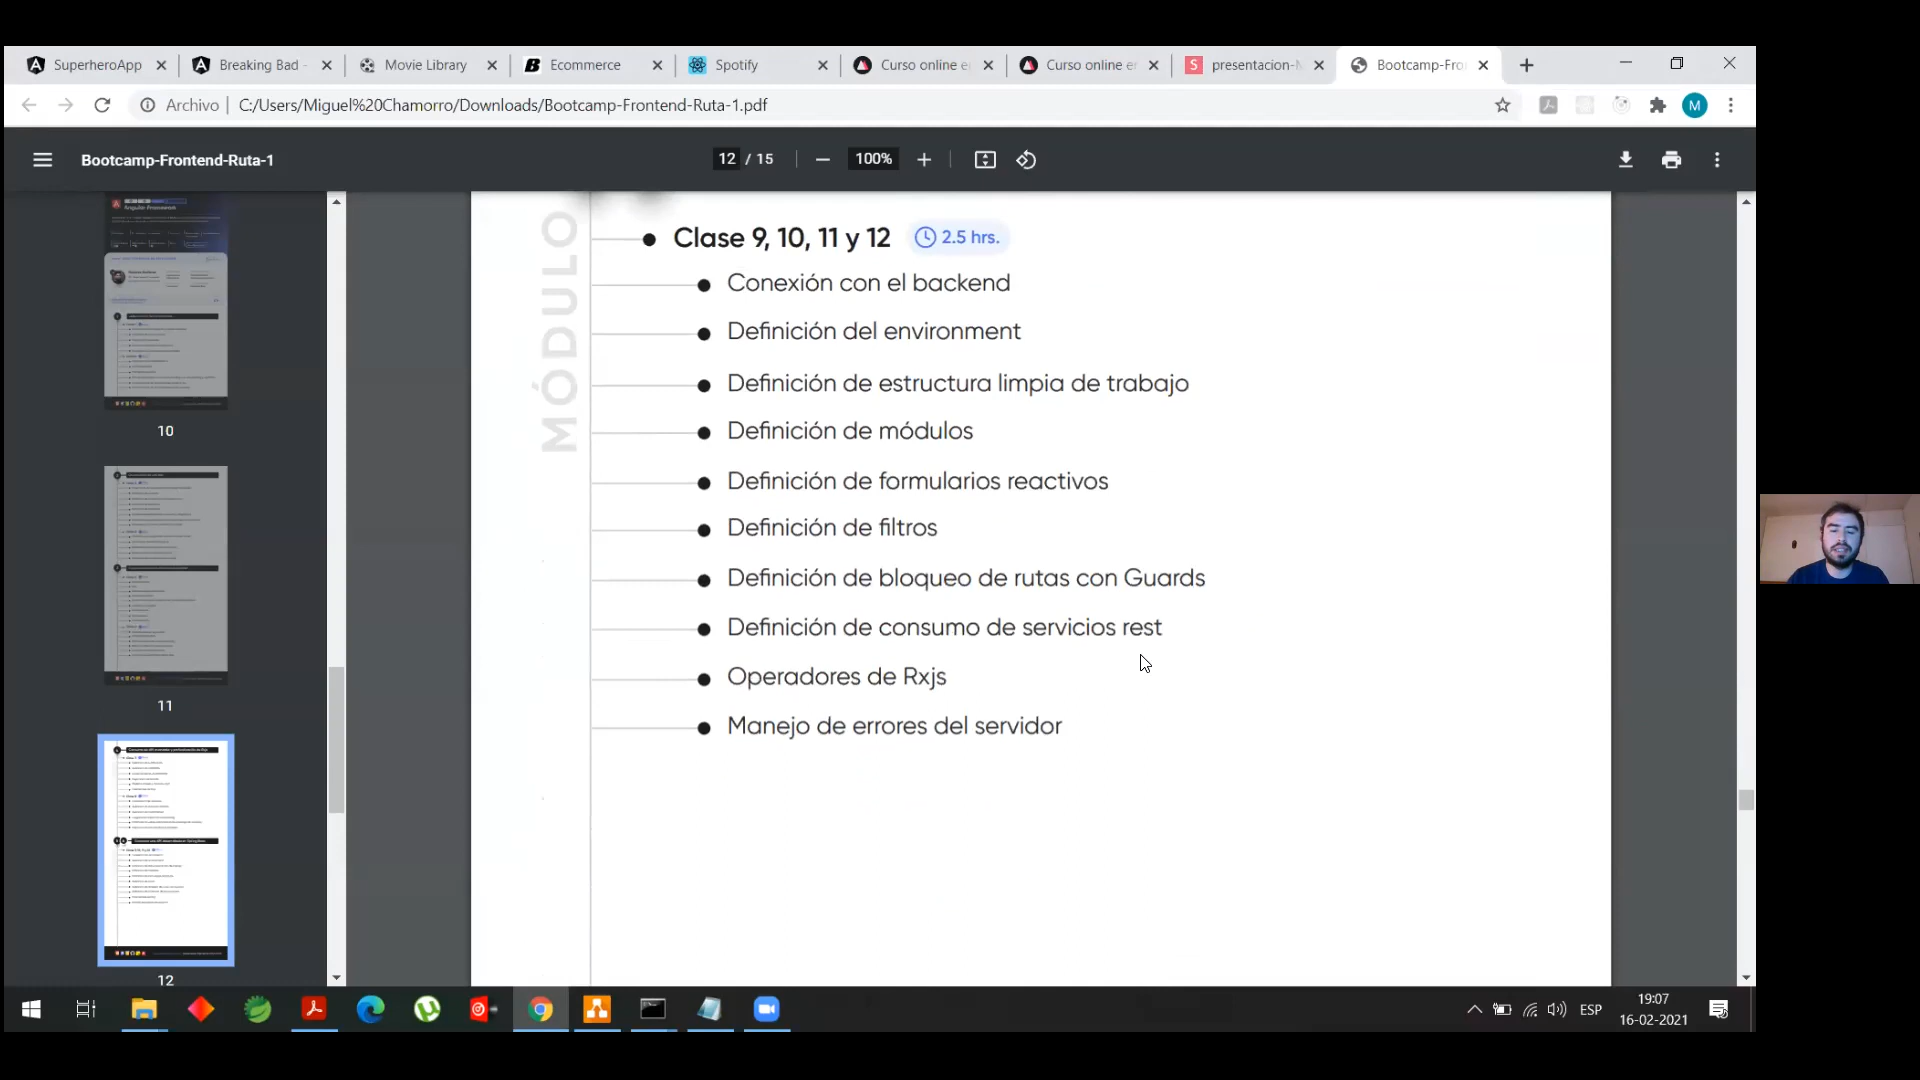 SuperheroApp
Breaking Bad -
Movie Library
Ecommerce
Spotify
Curso online e
Curso online e
presentacion-
Bootcamp-Fro
Archivo
C:/Users/Miguel%20Chamorro/Downloads/Bootcamp-Frontend-Ruta-1.pdf
M
Bootcamp-Frontend-Ruta-1
12 / 15
100%
10
11
12
MÓDULO
Clase 9, 10, 11 y 12
2.5 hrs.
Conexión con el backend
Definición del environment
Definición de estructura limpia de trabajo
Definición de módulos
Definición de formularios reactivos
Definición de filtros
Definición de bloqueo de rutas con Guards
Definición de consumo de servicios rest
Operadores de Rxjs
Manejo de errores del servidor
ESP
19:07
16-02-2021